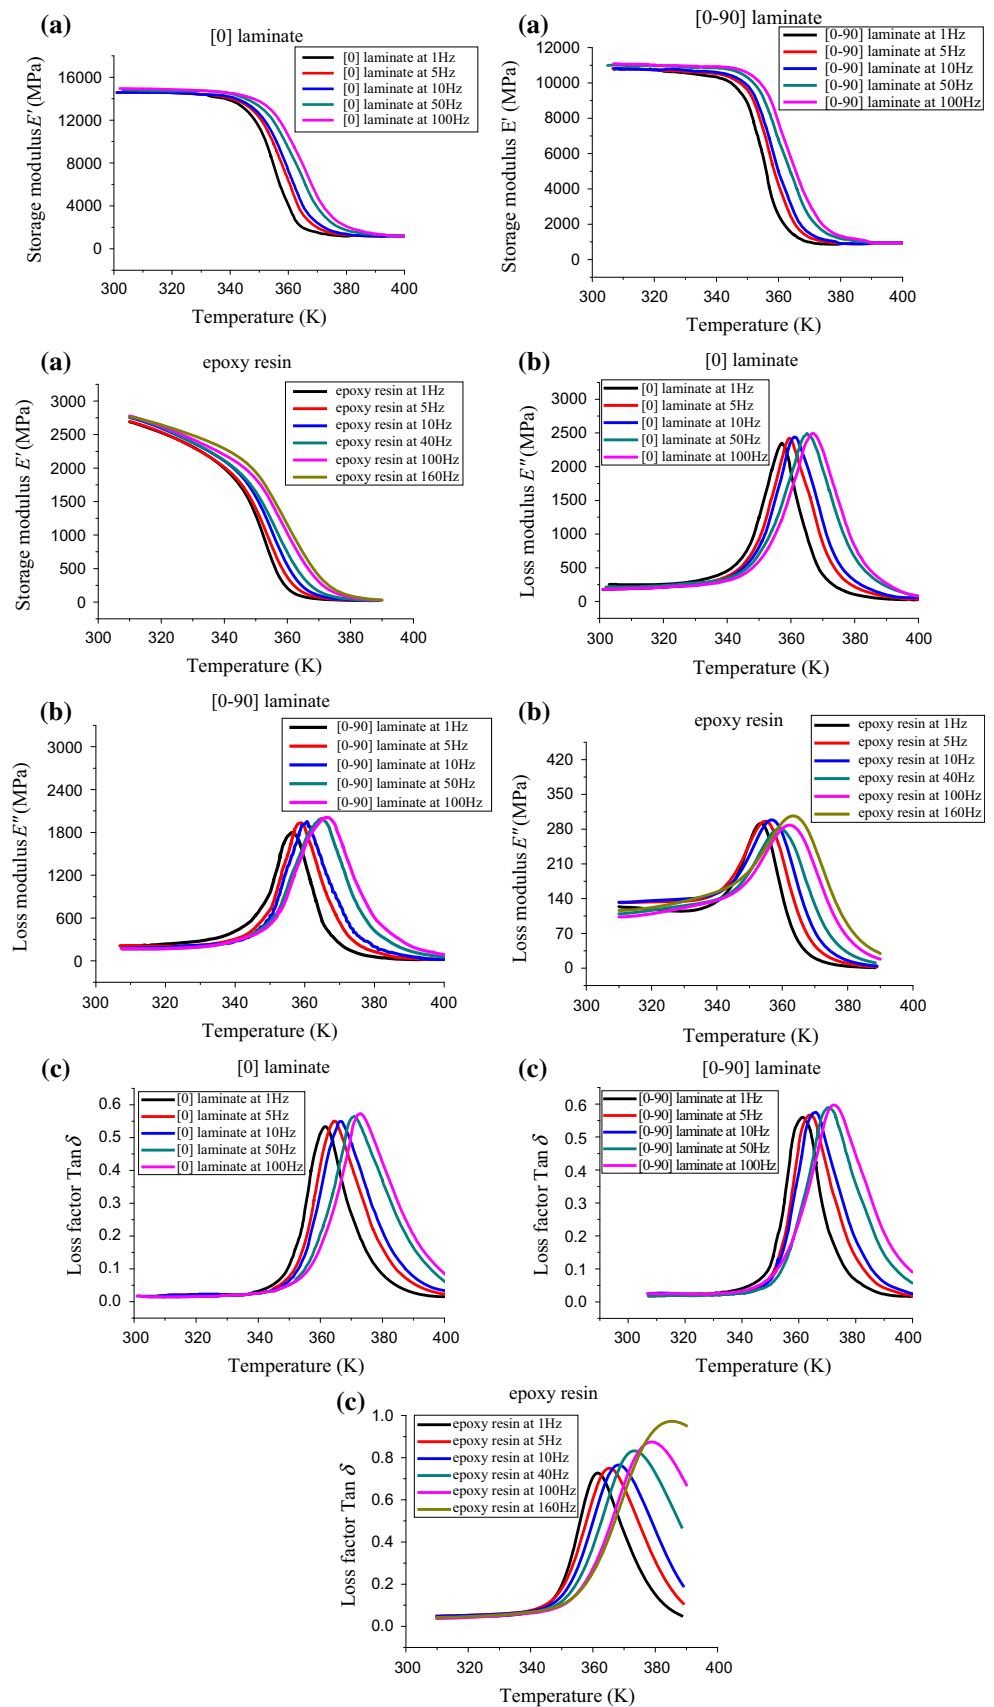 (a)
[0] laminate
[0] laminate at 1Hz
[0] laminate at 5Hz
[0] laminate at 10Hz
[0] laminate at 50Hz
[0] laminate at 100Hz
16000
12000
8000
4000
0
300 320 340 360 380 400
Storage modulus E' (MPa)
Temperature (K)
(a)
[0-90] laminate
[0-90] laminate at 1Hz
[0-90] laminate at 5Hz
[0-90] laminate at 10Hz
[0-90] laminate at 50Hz
[0-90] laminate at 100Hz
12000
10000
8000
6000
4000
2000
0
300 320 340 360 380 400
Storage modulus E' (MPa)
Temperature (K)
(a)
epoxy resin
epoxy resin at 1Hz
epoxy resin at 5Hz
epoxy resin at 10Hz
epoxy resin at 40Hz
epoxy resin at 100Hz
epoxy resin at 160Hz
3000
2500
2000
1500
1000
500
0
300 320 340 360 380 400
Storage modulus E' (MPa)
Temperature (K)
(b)
[0] laminate
[0] laminate at 1Hz
[0] laminate at 5Hz
[0] laminate at 10Hz
[0] laminate at 50Hz
[0] laminate at 100Hz
3000
2500
2000
1500
1000
500
0
300 320 340 360 380 400
Loss modulus E" (MPa)
Temperature (K)
(b)
[0-90] laminate
[0-90] laminate at 1Hz
[0-90] laminate at 5Hz
[0-90] laminate at 10Hz
[0-90] laminate at 50Hz
[0-90] laminate at 100Hz
3000
2400
1800
1200
600
0
300 320 340 360 380 400
Loss modulus E" (MPa)
Temperature (K)
(b)
epoxy resin
epoxy resin at 1Hz
epoxy resin at 5Hz
epoxy resin at 10Hz
epoxy resin at 40Hz
epoxy resin at 100Hz
epoxy resin at 160Hz
420
350
280
210
140
70
0
300 320 340 360 380 400
Loss modulus E" (MPa)
Temperature (K)
(c)
[0] laminate
[0] laminate at 1Hz
[0] laminate at 5Hz
[0] laminate at 10Hz
[0] laminate at 50Hz
[0] laminate at 100Hz
0.6
0.5
0.4
0.3
0.2
0.1
0.0
300 320 340 360 380 400
Loss factor Tan δ
Temperature (K)
(c)
[0-90] laminate
[0-90] laminate at 1Hz
[0-90] laminate at 5Hz
[0-90] laminate at 10Hz
[0-90] laminate at 50Hz
[0-90] laminate at 100Hz
0.6
0.4
0.2
0.0
300 320 340 360 380 400
Loss factor Tan δ
Temperature (K)
(c)
epoxy resin
epoxy resin at 1Hz
epoxy resin at 5Hz
epoxy resin at 10Hz
epoxy resin at 40Hz
epoxy resin at 100Hz
epoxy resin at 160Hz
1.0
0.8
0.6
0.4
0.2
0.0
300 320 340 360 380 400
Loss factor Tan δ
Temperature (K)